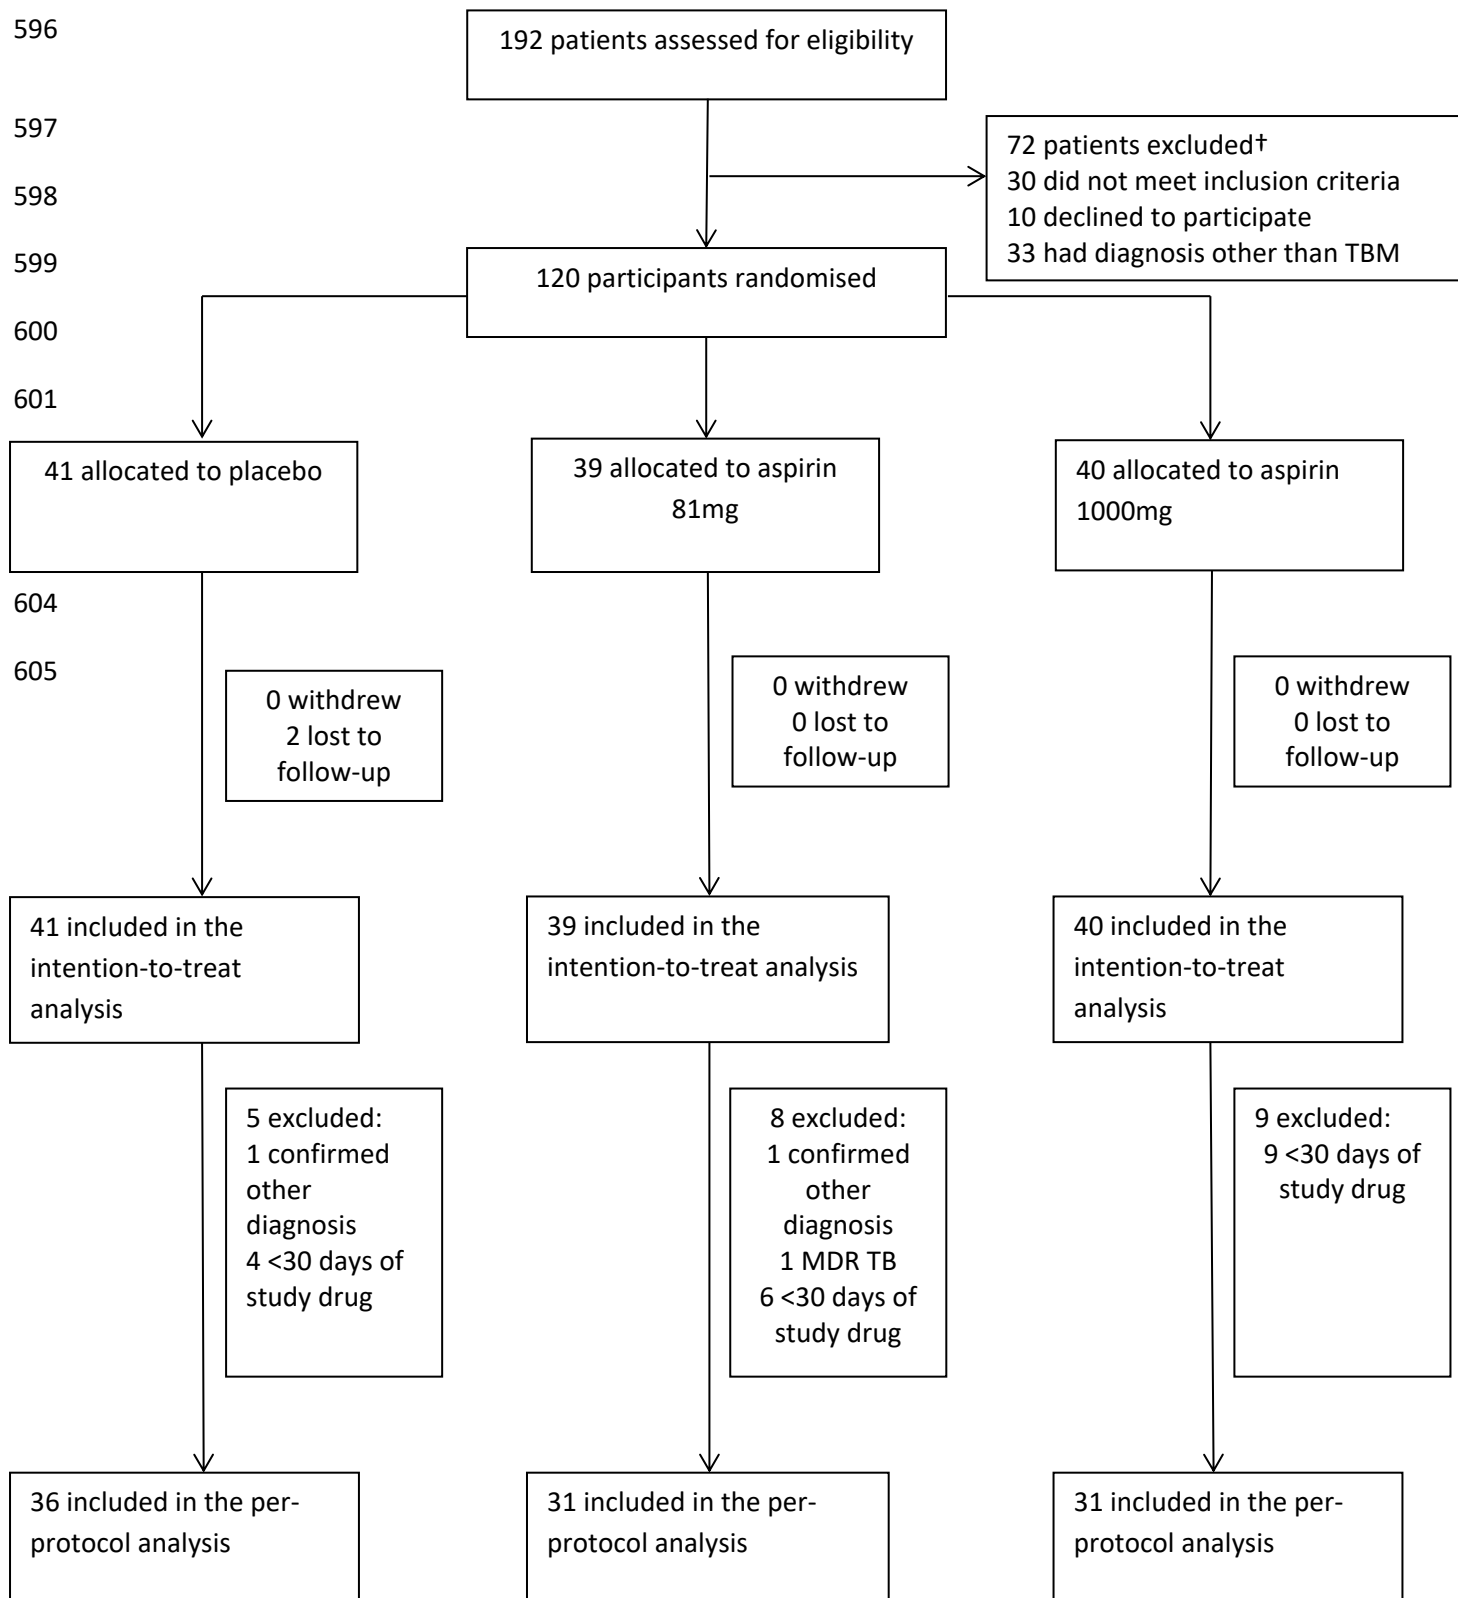 596
192 patients assessed for eligibility
597
72 patients excluded†
30 did not meet inclusion criteria
598
10 declined to participate
33 had diagnosis other than TBM
599
120 participants randomised
600
601
41 allocated to placebo
39 allocated to aspirin
81mg
40 allocated to aspirin
1000mg
604
605
0 withdrew
2 lost to
follow-up
0 withdrew
0 lost to
follow-up
0 withdrew
0 lost to
follow-up
41 included in the
intention-to-treat
analysis
39 included in the
intention-to-treat analysis
40 included in the
intention-to-treat
analysis
5 excluded:
1 confirmed
other
diagnosis
4 <30 days of
study drug
8 excluded:
1 confirmed
other
diagnosis
1 MDR TB
6 <30 days of
study drug
9 excluded:
9 <30 days of
study drug
36 included in the per-
protocol analysis
31 included in the per-
protocol analysis
31 included in the per-
protocol analysis